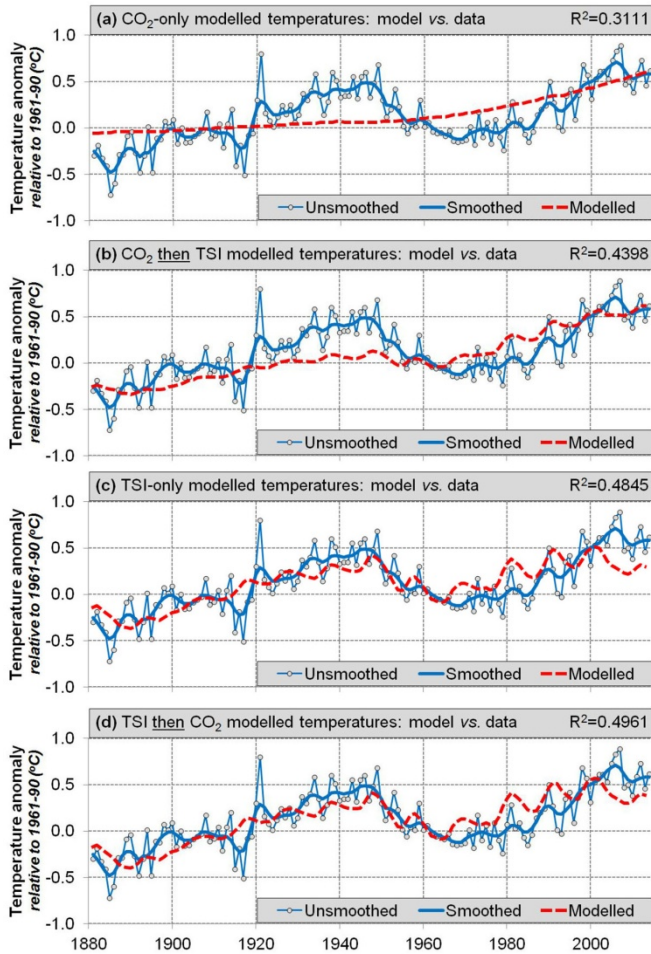 (a) CO₂-only modelled temperatures: model vs. data R²=0.3111
Temperature anomaly
relative to 1961-90 (ºC)
1.0
0.5
0.0
-0.5
-1.0
Unsmoothed Smoothed Modelled
(b) CO₂ then TSI modelled temperatures: model vs. data R²=0.4398
Temperature anomaly
relative to 1961-90 (ºC)
1.0
0.5
0.0
-0.5
-1.0
Unsmoothed Smoothed Modelled
(c) TSI-only modelled temperatures: model vs. data R²=0.4845
Temperature anomaly
relative to 1961-90 (ºC)
1.0
0.5
0.0
-0.5
-1.0
Unsmoothed Smoothed Modelled
(d) TSI then CO₂ modelled temperatures: model vs. data R²=0.4961
Temperature anomaly
relative to 1961-90 (ºC)
1.0
0.5
0.0
-0.5
-1.0
Unsmoothed Smoothed Modelled
1880 1900 1920 1940 1960 1980 2000